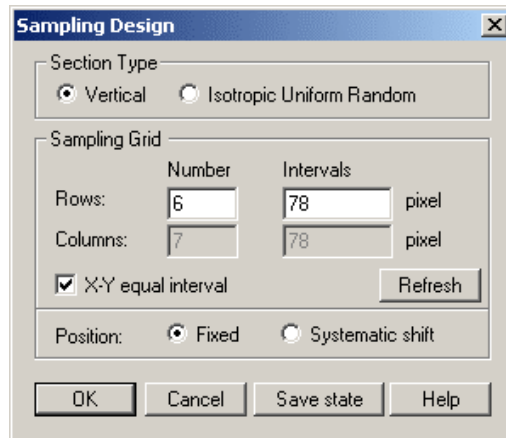 Sampling Design
Section Type
Vertical Isotropic Uniform Random
Sampling Grid
Number Intervals
Rows: 6 78 pixel
Columns: 7 78 pixel
X-Y equal interval Refresh
Position: Fixed Systematic shift
OK Cancel Save state Help